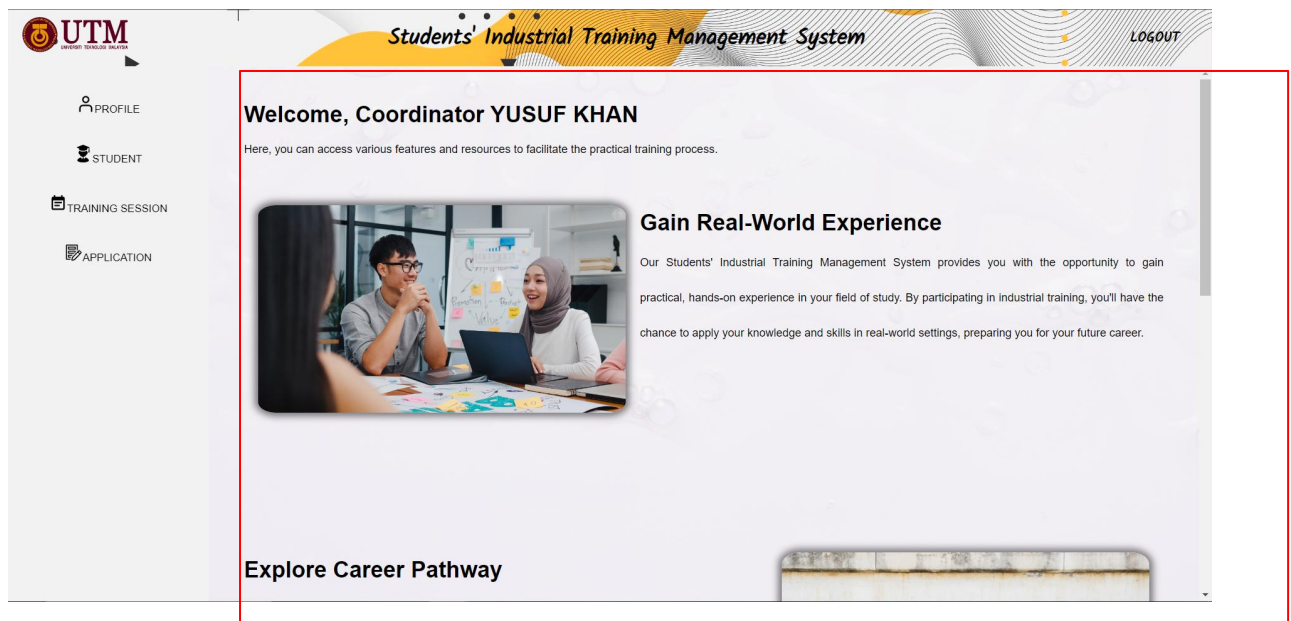 UTM
UNIVERSITI TEKNOLOGI MALAYSIA
Students' Industrial Training Management System
LOGOUT
PROFILE
STUDENT
TRAINING SESSION
APPLICATION
Welcome, Coordinator YUSUF KHAN
Here, you can access various features and resources to facilitate the practical training process.
Gain Real-World Experience
Our Students' Industrial Training Management System provides you with the opportunity to gain
practical, hands-on experience in your field of study. By participating in industrial training, you'll have the
chance to apply your knowledge and skills in real-world settings, preparing you for your future career.
Explore Career Pathway